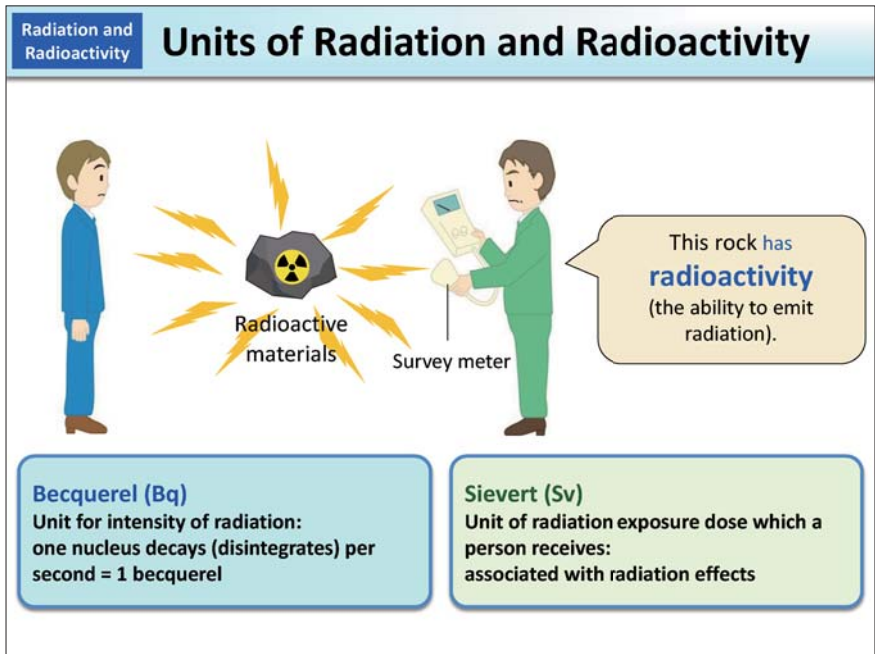 Radiation and
Radioactivity
Units of Radiation and Radioactivity
Radioactive
materials
Survey meter
This rock has
radioactivity
(the ability to emit
radiation).
Becquerel (Bq)
Unit for intensity of radiation:
one nucleus decays (disintegrates) per
second = 1 becquerel
Sievert (Sv)
Unit of radiation exposure dose which a
person receives:
associated with radiation effects